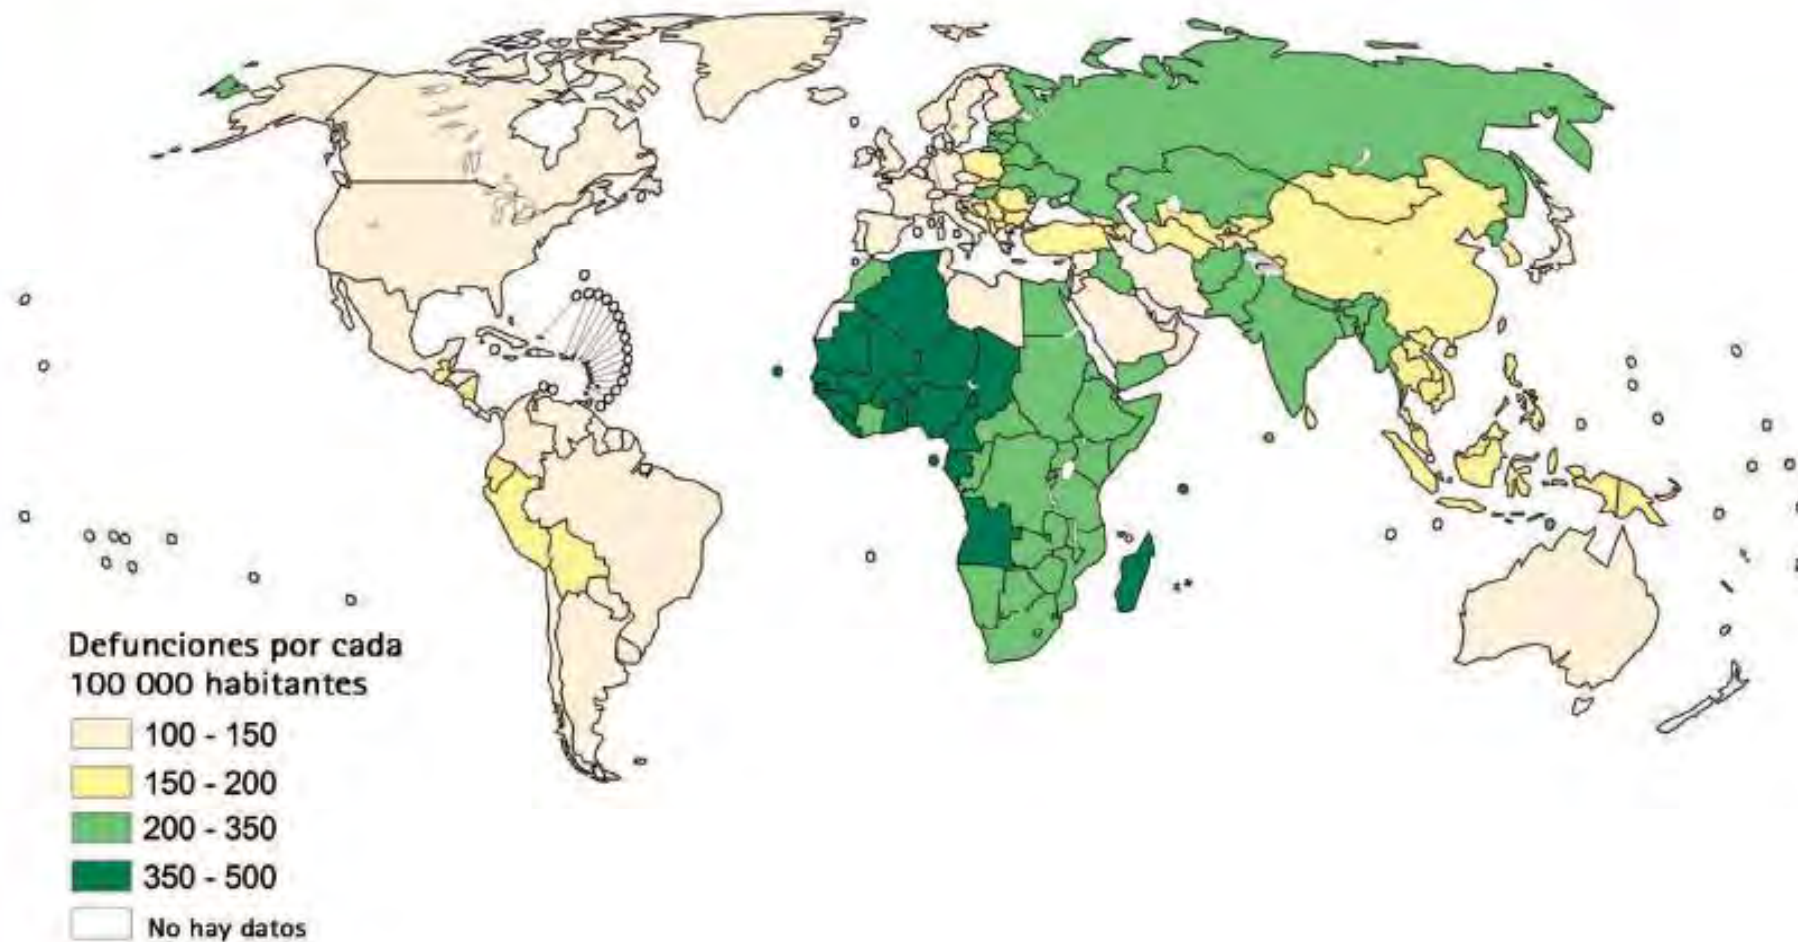 Defunciones por cada
100 000 habitantes
100 - 150
150 - 200
200 - 350
350 - 500
No hay datos